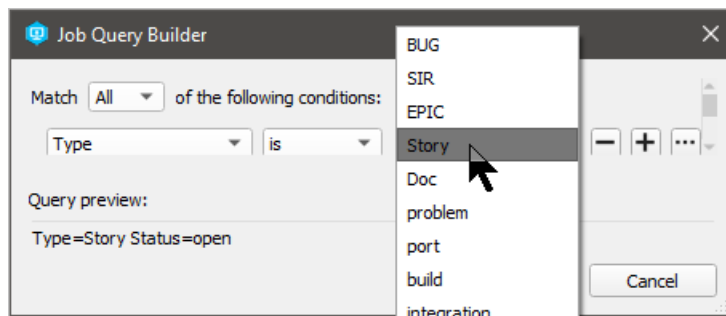 Job Query Builder
Match All of the following conditions:
Type is
BUG
SIR
EPIC
Story
Doc
problem
port
build
integration
Query preview:
Type=Story Status=open
Cancel